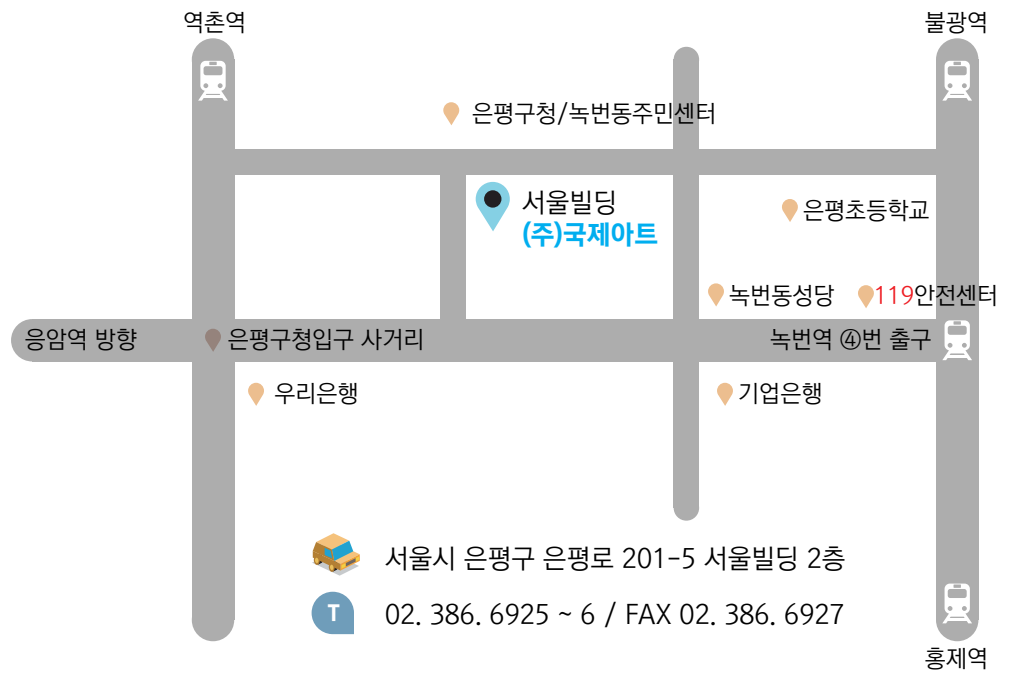 역촌역
불광역
은평구청/녹번동주민센터
서울빌딩
(주)국제아트
은평초등학교
녹번동성당
119안전센터
응암역 방향
은평구쳥입구 사거리
녹번역 ④번 출구
우리은행
기업은행
서울시 은평구 은평로 201-5 서울빌딩 2층
T
02. 386. 6925 ~ 6 / FAX 02. 386. 6927
홍제역